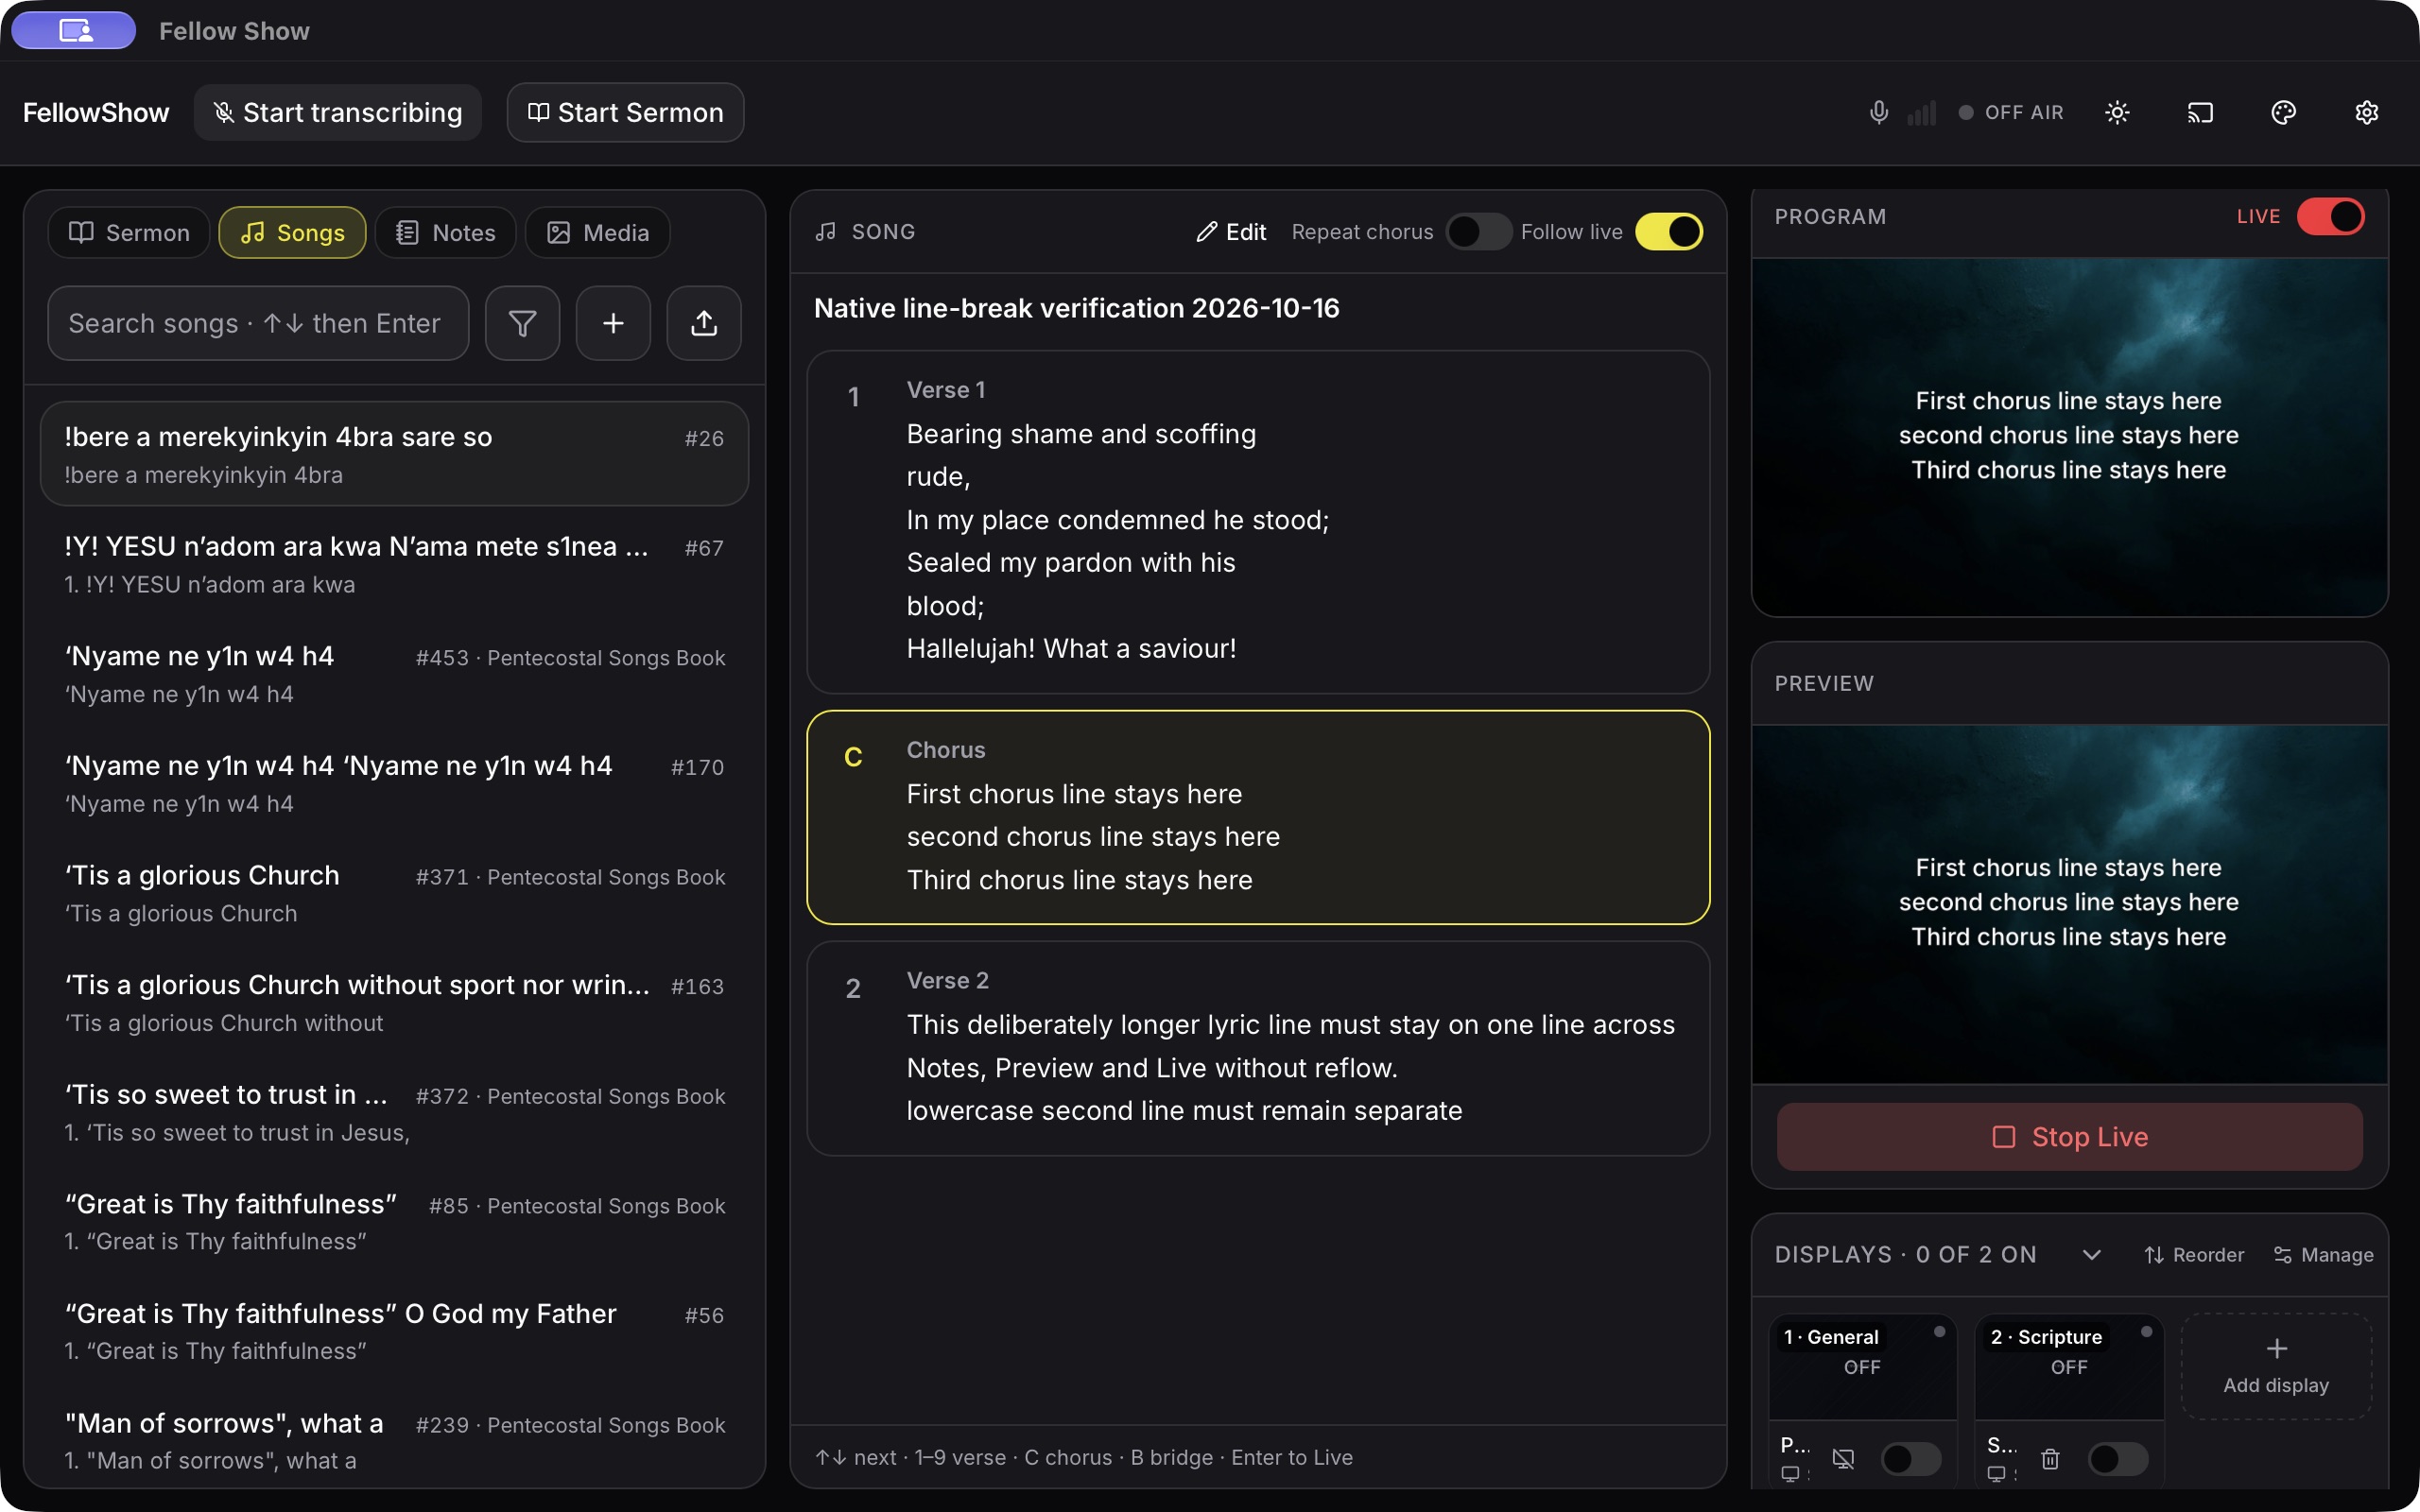 Fellow Show
FellowShow
Start transcribing
Start Sermon
OFF AIR
Sermon
Songs
Notes
Media
Search songs · ↑↓ then Enter
!bere a merekyinkyin 4bra sare so #26
!bere a merekyinkyin 4bra
!Y! YESU n’adom ara kwa N’ama mete s1nea ... #67
1. !Y! YESU n’adom ara kwa
‘Nyame ne y1n w4 h4 #453 · Pentecostal Songs Book
‘Nyame ne y1n w4 h4
‘Nyame ne y1n w4 h4 ‘Nyame ne y1n w4 h4 #170
‘Nyame ne y1n w4 h4
‘Tis a glorious Church #371 · Pentecostal Songs Book
‘Tis a glorious Church
‘Tis a glorious Church without sport nor wrin... #163
‘Tis a glorious Church without
‘Tis so sweet to trust in ... #372 · Pentecostal Songs Book
1. ‘Tis so sweet to trust in Jesus,
“Great is Thy faithfulness” #85 · Pentecostal Songs Book
1. “Great is Thy faithfulness”
“Great is Thy faithfulness” O God my Father #56
1. “Great is Thy faithfulness”
"Man of sorrows", what a #239 · Pentecostal Songs Book
1. "Man of sorrows", what a
SONG
Edit
Repeat chorus
Follow live
Native line-break verification 2026-10-16
1
Verse 1
Bearing shame and scoffing
rude,
In my place condemned he stood;
Sealed my pardon with his
blood;
Hallelujah! What a saviour!
C
Chorus
First chorus line stays here
second chorus line stays here
Third chorus line stays here
2
Verse 2
This deliberately longer lyric line must stay on one line across
Notes, Preview and Live without reflow.
lowercase second line must remain separate
↑↓ next · 1–9 verse · C chorus · B bridge · Enter to Live
PROGRAM
LIVE
First chorus line stays here
second chorus line stays here
Third chorus line stays here
PREVIEW
First chorus line stays here
second chorus line stays here
Third chorus line stays here
Stop Live
DISPLAYS · 0 OF 2 ON
Reorder
Manage
1 · General
OFF
P...
2 · Scripture
OFF
S...
+
Add display